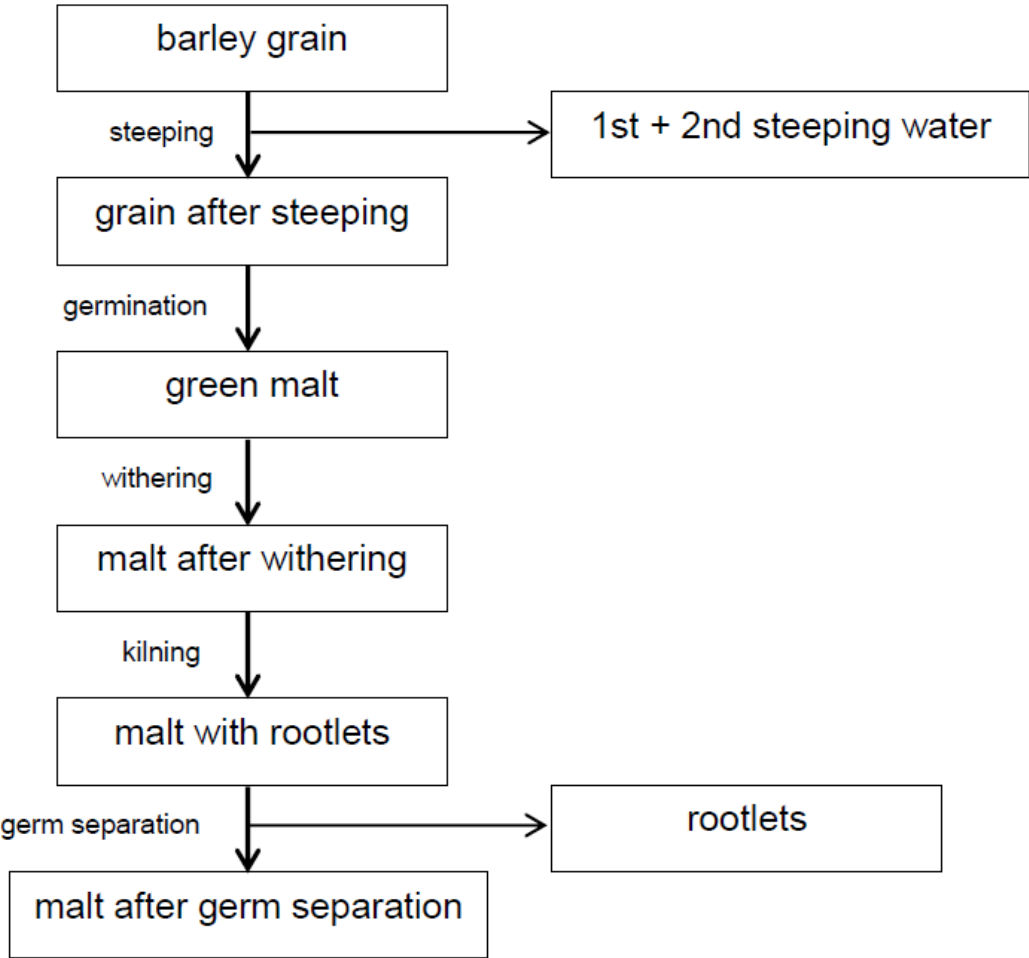 barley grain
steeping
1st + 2nd steeping water
grain after steeping
germination
green malt
withering
malt after withering
kilning
malt with rootlets
germ separation
rootlets
malt after germ separation